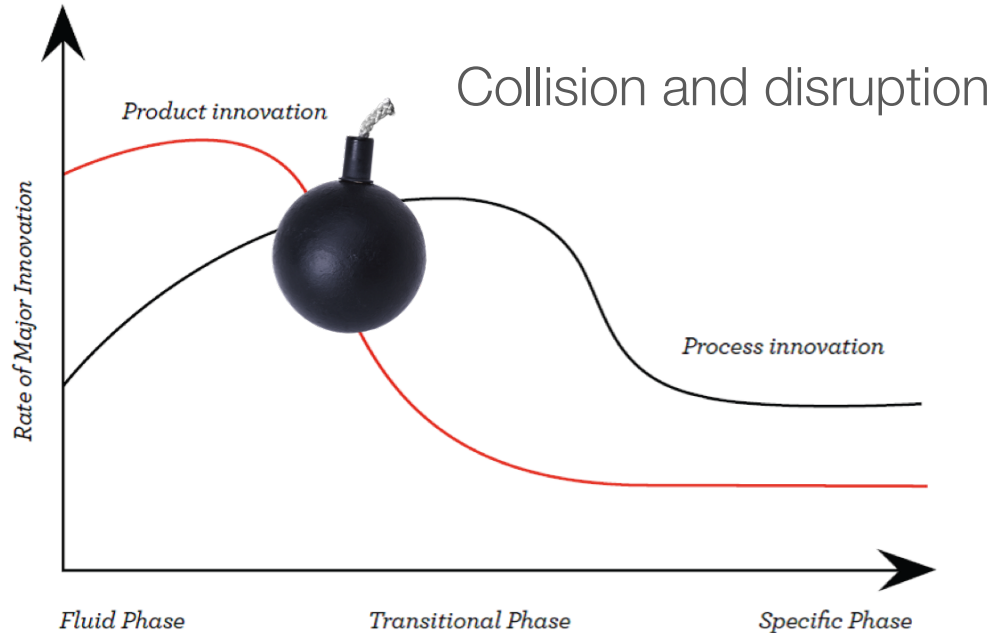 Collision and disruption
Product innovation
Rate of Major Innovation
Process innovation
Fluid Phase
Transitional Phase
Specific Phase